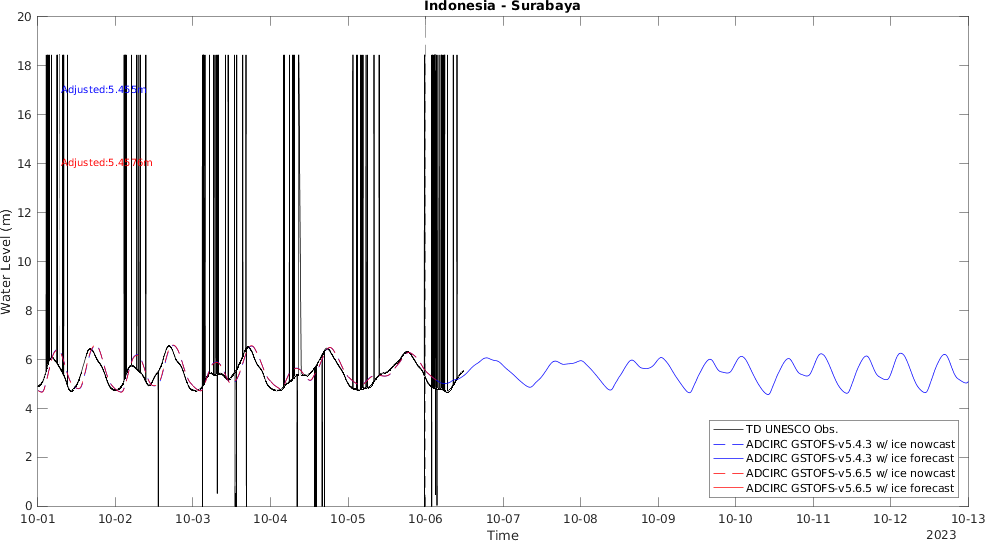 Indonesia - Surabaya
20
18
16
14
12
10
8
6
4
2
0
Water Level (m)
Adjusted:5.465m
Adjusted:5.4575m
TD UNESCO Obs.
ADCIRC GSTOFS-v5.4.3 w/ ice nowcast
ADCIRC GSTOFS-v5.4.3 w/ ice forecast
ADCIRC GSTOFS-v5.6.5 w/ ice nowcast
ADCIRC GSTOFS-v5.6.5 w/ ice forecast
10-01 10-02 10-03 10-04 10-05 10-06 10-07 10-08 10-09 10-10 10-11 10-12 10-13
Time
2023